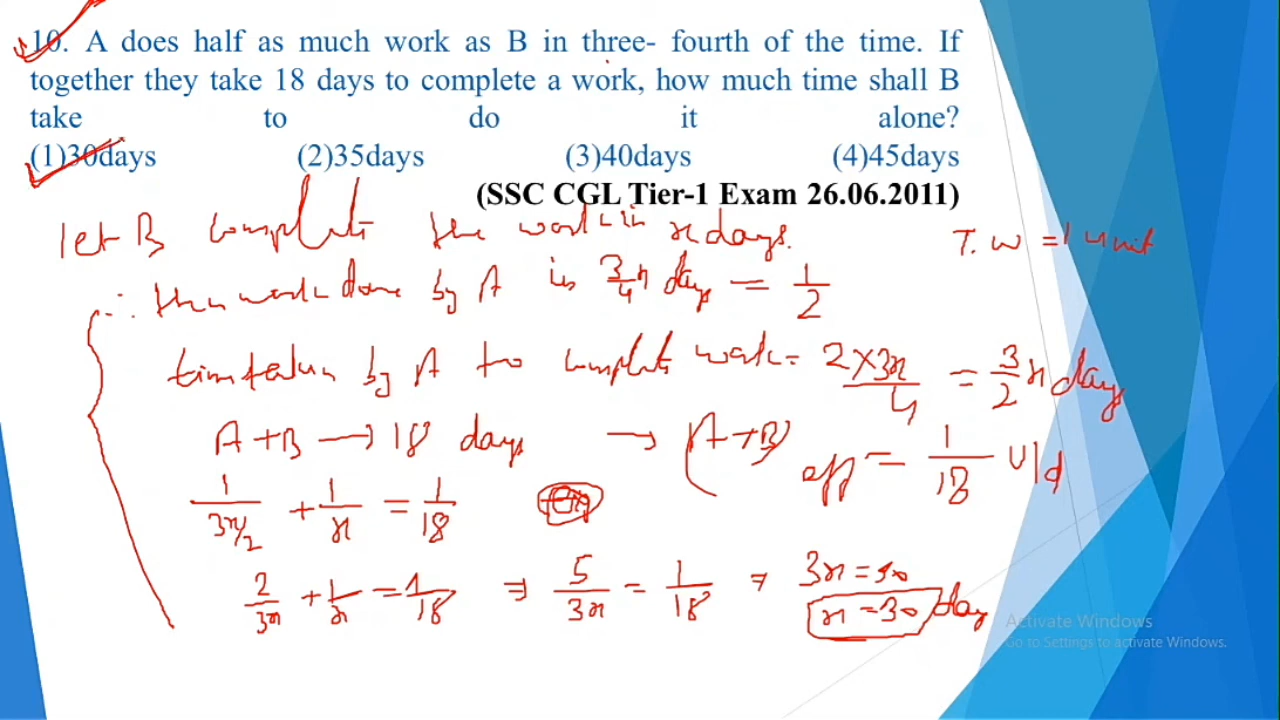 10. A does half as much work as B in three- fourth of the time. If
together they take 18 days to complete a work, how much time shall B
take to do it alone?
(1)30days (2)35days (3)40days (4)45days
(SSC CGL Tier-1 Exam 26.06.2011)
let B complete the work in x days. T.W = 1 unit
∴ the work done by A in 3/4 x days = 1/2
time taken by A to complete work = 2×3x/4 = 3/2 x days
A+B → 18 days → (A+B) eff = 1/18 U/d
1/(3x/2) + 1/x = 1/18
2/3x + 1/x = 1/18 ⇒ 5/3x = 1/18 ⇒ 3x = 90
x = 30 day
Activate Windows
Go to Settings to activate Windows.